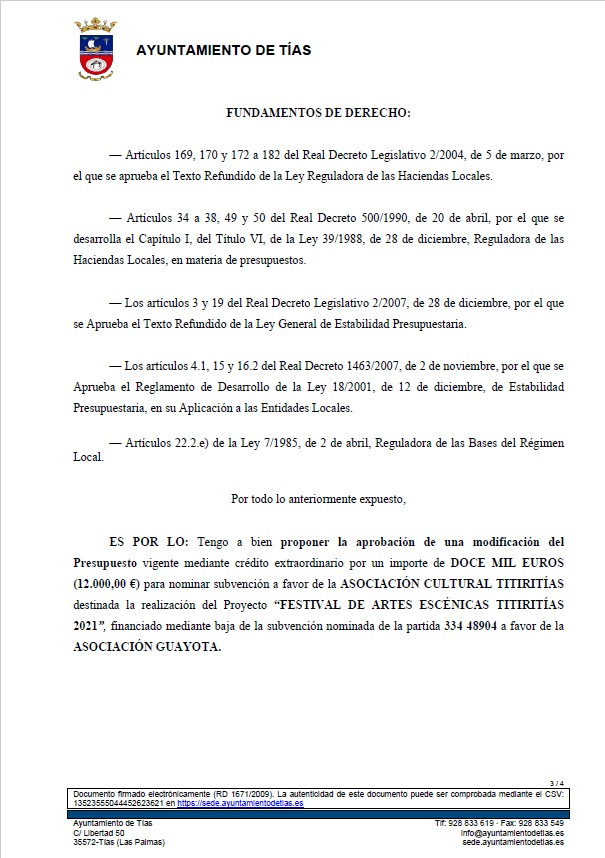 AYUNTAMIENTO DE TÍAS
FUNDAMENTOS DE DERECHO:
— Artículos 169, 170 y 172 a 182 del Real Decreto Legislativo 2/2004, de 5 de marzo, por
el que se aprueba el Texto Refundido de la Ley Reguladora de las Haciendas Locales.
— Artículos 34 a 38, 49 y 50 del Real Decreto 500/1990, de 20 de abril, por el que se
desarrolla el Capítulo I, del Título VI, de la Ley 39/1988, de 28 de diciembre, Reguladora de las
Haciendas Locales, en materia de presupuestos.
— Los artículos 3 y 19 del Real Decreto Legislativo 2/2007, de 28 de diciembre, por el que
se Aprueba el Texto Refundido de la Ley General de Estabilidad Presupuestaria.
— Los artículos 4.1, 15 y 16.2 del Real Decreto 1463/2007, de 2 de noviembre, por el que se
Aprueba el Reglamento de Desarrollo de la Ley 18/2001, de 12 de diciembre, de Estabilidad
Presupuestaria, en su Aplicación a las Entidades Locales.
— Artículos 22.2.e) de la Ley 7/1985, de 2 de abril, Reguladora de las Bases del Régimen
Local.
Por todo lo anteriormente expuesto,
ES POR LO: Tengo a bien proponer la aprobación de una modificación del
Presupuesto vigente mediante crédito extraordinario por un importe de DOCE MIL EUROS
(12.000,00 €) para nominar subvención a favor de la ASOCIACIÓN CULTURAL TITIRITÍAS
destinada la realización del Proyecto “FESTIVAL DE ARTES ESCÉNICAS TITIRITÍAS
2021”, financiado mediante baja de la subvención nominada de la partida 334 48904 a favor de la
ASOCIACIÓN GUAYOTA.
3 / 4
Documento firmado electrónicamente (RD 1671/2009). La autenticidad de este documento puede ser comprobada mediante el CSV:
13523555044452623621 en https://sede.ayuntamientodetias.es
Ayuntamiento de Tías
C/ Libertad 50
35572-Tías (Las Palmas)
Tlf: 928 833 619 · Fax: 928 833 549
info@ayuntamientodetias.es
sede.ayuntamientodetias.es